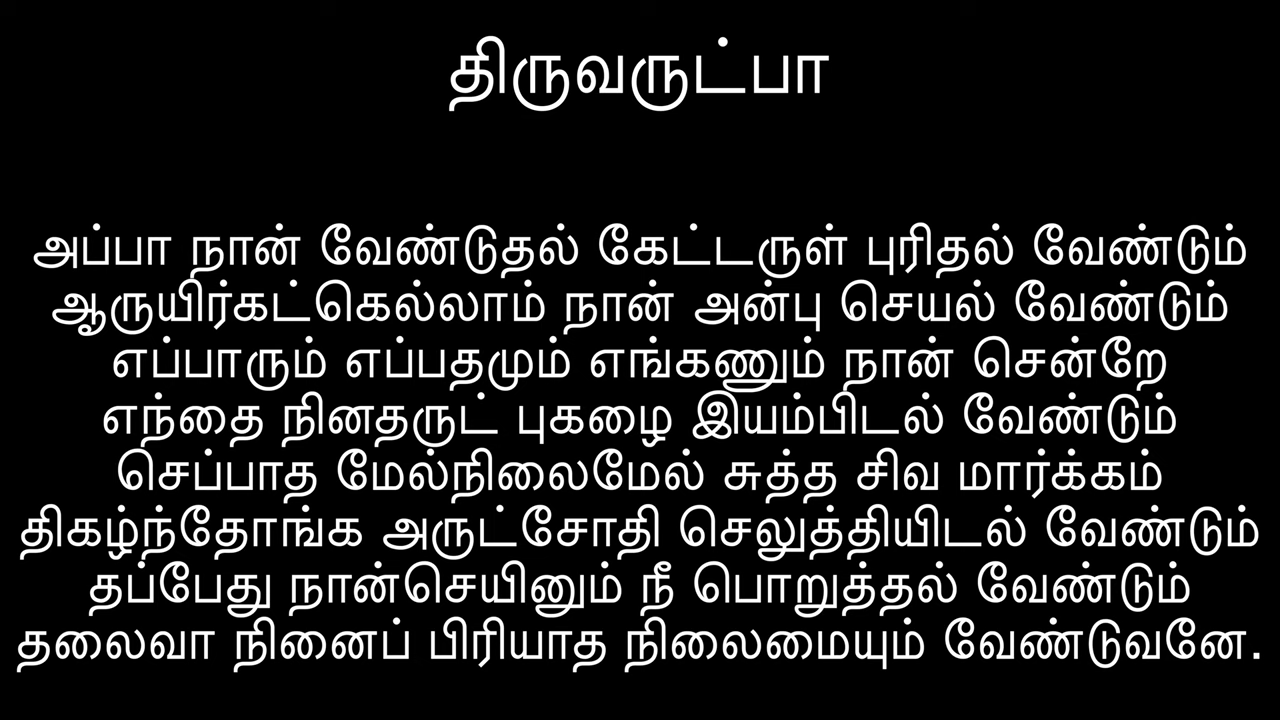 திருவருட்பா
அப்பா நான் வேண்டுதல் கேட்டருள் புரிதல் வேண்டும்
ஆருயிர்கட்கெல்லாம் நான் அன்பு செயல் வேண்டும்
எப்பாரும் எப்பதமும் எங்கணும் நான் சென்றே
எந்தை நினதருட் புகழை இயம்பிடல் வேண்டும்
செப்பாத மேல்நிலைமேல் சுத்த சிவ மார்க்கம்
திகழ்ந்தோங்க அருட்சோதி செலுத்தியிடல் வேண்டும்
தப்பேது நான்செயினும் நீ பொறுத்தல் வேண்டும்
தலைவா நினைப் பிரியாத நிலைமையும் வேண்டுவனே.